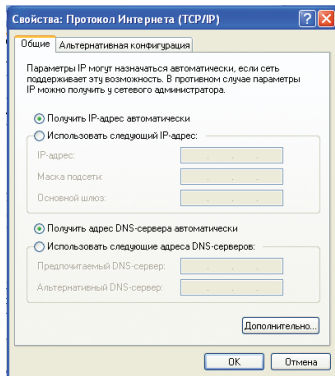 Свойства: Протокол Интернета (TCP/IP)
Общие
Альтернативная конфигурация
Параметры IP могут назначаться автоматически, если сеть
поддерживает эту возможность. В противном случае параметры
IP можно получить у сетевого администратора.
Получить IP-адрес автоматически
Использовать следующий IP-адрес:
IP-адрес:
Маска подсети:
Основной шлюз:
Получить адрес DNS-сервера автоматически
Использовать следующие адреса DNS-серверов:
Предпочитаемый DNS-сервер:
Альтернативный DNS-сервер:
Дополнительно...
OK
Отмена